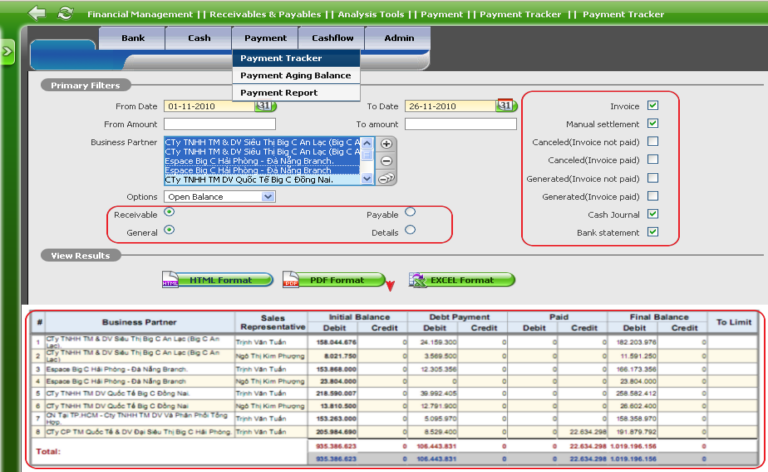 Financial Management || Receivables & Payables || Analysis Tools || Payment || Payment Tracker || Payment Tracker
Bank Cash Payment Cashflow Admin
Payment Tracker
Payment Aging Balance
Payment Report
Primary Filters
From Date 01-11-2010 31 To Date 26-11-2010 31
From Amount To amount
Business Partner
CTy TNHH TM & DV Siêu Thị Big C An Lạc (Big C A
CTy TNHH TM & DV Siêu Thị Big C An Lạc (Big C A
Espace Big C Hải Phòng - Đà Nẵng Branch.
Espace Big C Hải Phòng - Đà Nẵng Branch
CTy TNHH TM DV Quốc Tế Big C Đồng Nai.
Options Open Balance
Receivable Payable
General Details
Invoice
Manual settlement
Canceled(Invoice not paid)
Canceled(Invoice paid)
Generated(Invoice not paid)
Generated(Invoice paid)
Cash Journal
Bank statement
View Results
HTML HTML Format PDF PDF Format EXCEL Format
# Business Partner Sales Representative Initial Balance Debt Payment Paid Final Balance To Limit
Debit Credit Debit Credit Debit Credit Debit Credit
1 CTy TNHH TM & DV Siêu Thị Big C An Lạc (Big C An Lạc) Trịnh Văn Tuấn 158.044.676 0 24.159.300 0 0 0 182.203.976 0
2 CTy TNHH TM & DV Siêu Thị Big C An Lạc (Big C An Lạc) Ngô Thị Kim Phượng 8.021.750 0 3.569.500 0 0 0 11.591.250 0
3 Espace Big C Hải Phòng - Đà Nẵng Branch. Trịnh Văn Tuấn 153.868.000 0 12.305.356 0 0 0 166.173.356 0
4 Espace Big C Hải Phòng - Đà Nẵng Branch Ngô Thị Kim Phượng 23.804.000 0 0 0 0 0 23.804.000 0
5 CTy TNHH TM DV Quốc Tế Big C Đồng Nai. Trịnh Văn Tuấn 218.590.007 0 39.992.405 0 0 0 258.582.412 0
6 CTy TNHH TM DV Quốc Tế Big C Đồng Nai Ngô Thị Kim Phượng 13.810.500 0 12.791.900 0 0 0 26.602.400 0
7 CN Tại TP.HCM - Cty TNHH TM DV Và Phân Phối Tổng Hợp. Trịnh Văn Tuấn 153.263.000 0 5.095.970 0 0 0 158.358.970 0
8 CTy CP TM Quốc Tế & DV Đại Siêu Thị Big C Hải Phòng. Trịnh Văn Tuấn 205.984.690 0 8.529.400 0 0 22.634.298 191.879.792 0
Total: 935.386.623 0 106.443.831 0 0 22.634.298 1.019.196.156 0
935.386.623 0 106.443.831 0 0 22.634.298 1.019.196.156 0